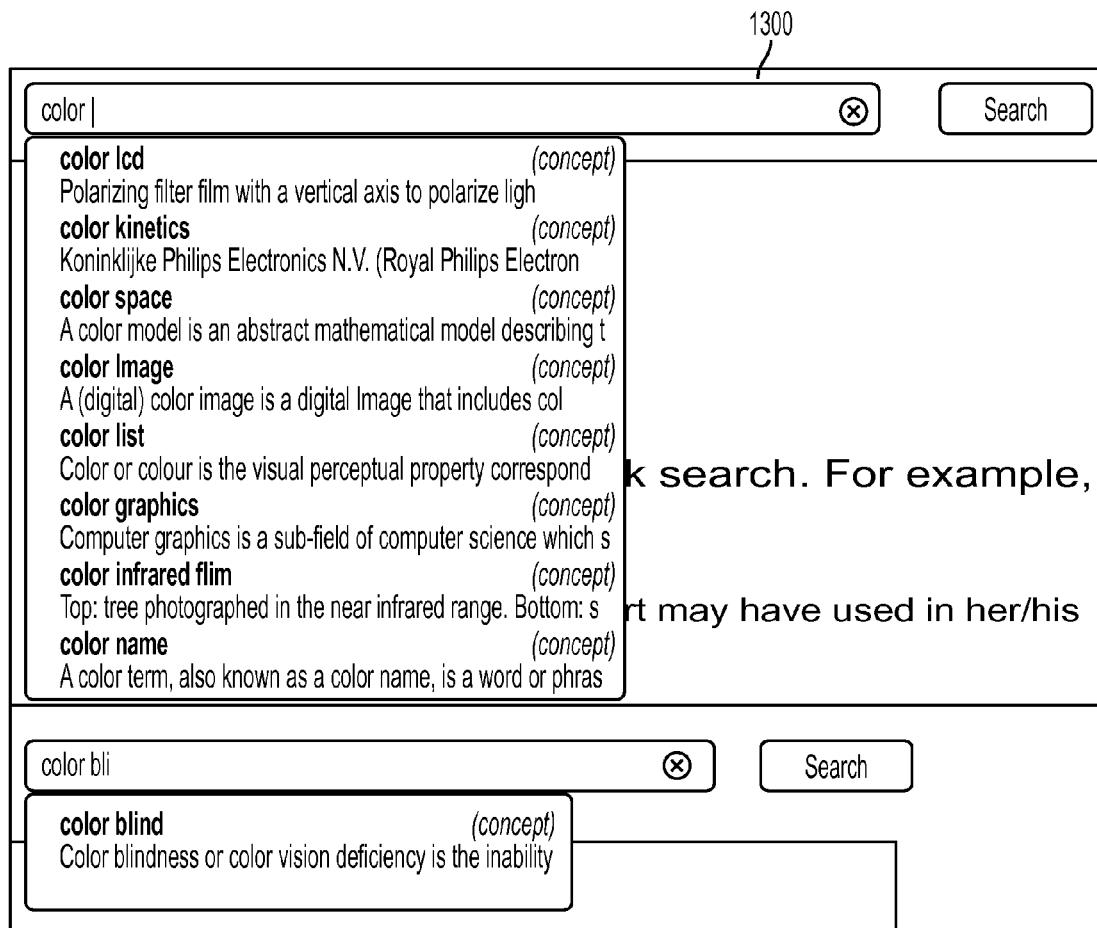 1300
color | Search
color lcd (concept)
Polarizing filter film with a vertical axis to polarize ligh
color kinetics (concept)
Koninklijke Philips Electronics N.V. (Royal Philips Electron
color space (concept)
A color model is an abstract mathematical model describing t
color Image (concept)
A (digital) color image is a digital Image that includes col
color list (concept)
Color or colour is the visual perceptual property correspond
k search. For example,
color graphics (concept)
Computer graphics is a sub-field of computer science which s
color infrared flim (concept)
Top: tree photographed in the near infrared range. Bottom: s
rt may have used in her/his
color name (concept)
A color term, also known as a color name, is a word or phras
color bli Search
color blind (concept)
Color blindness or color vision deficiency is the inability